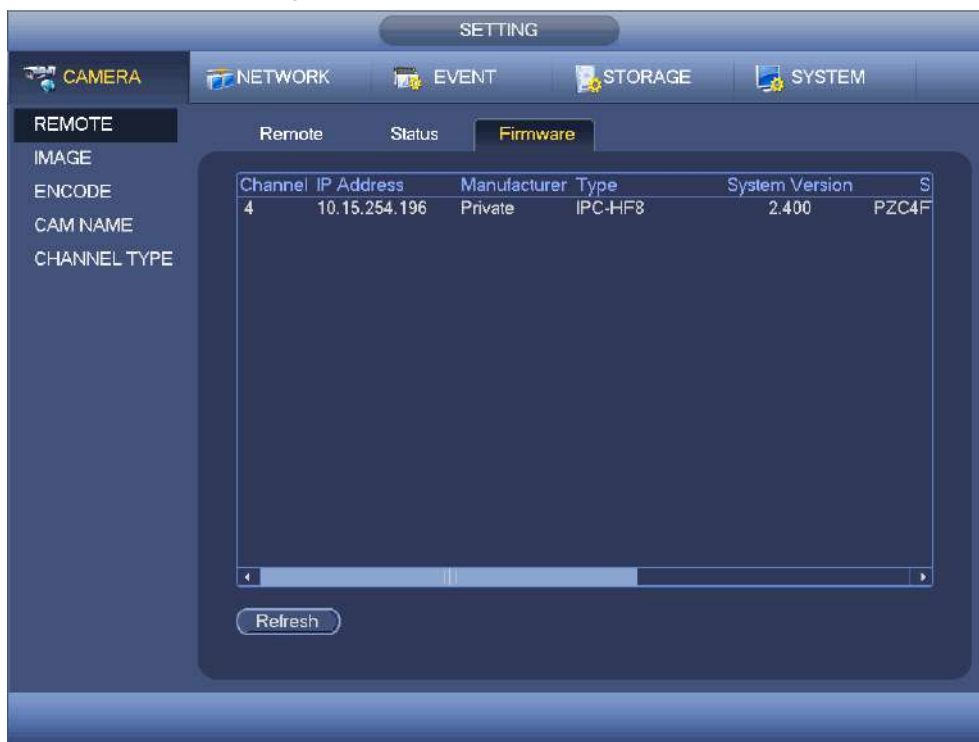 SETTING
CAMERA NETWORK EVENT STORAGE SYSTEM
REMOTE
IMAGE
ENCODE
CAM NAME
CHANNEL TYPE
Remote Status Firmware
Channel IP Address Manufacturer Type System Version S
4 10.15.254.196 Private IPC-HF8 2.400 PZC4F
Refresh